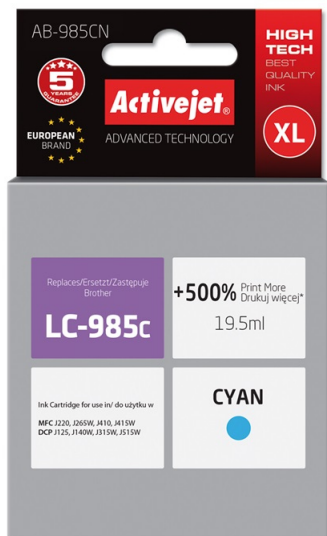 AB-985CN
HIGH
TECH
BEST
QUALITY
INK
5
YEARS
GUARANTEE
Activejet®
EUROPEAN
BRAND
ADVANCED TECHNOLOGY
XL
Replaces/Ersetzt/Zastępuje
Brother
LC-985c
+500% Print More
Drukuj więcej*
19.5ml
Ink Cartridge for use in/ do użytku w
MFC J220, J265W, J410, J415W
DCP J125, J140W, J315W, J515W
CYAN